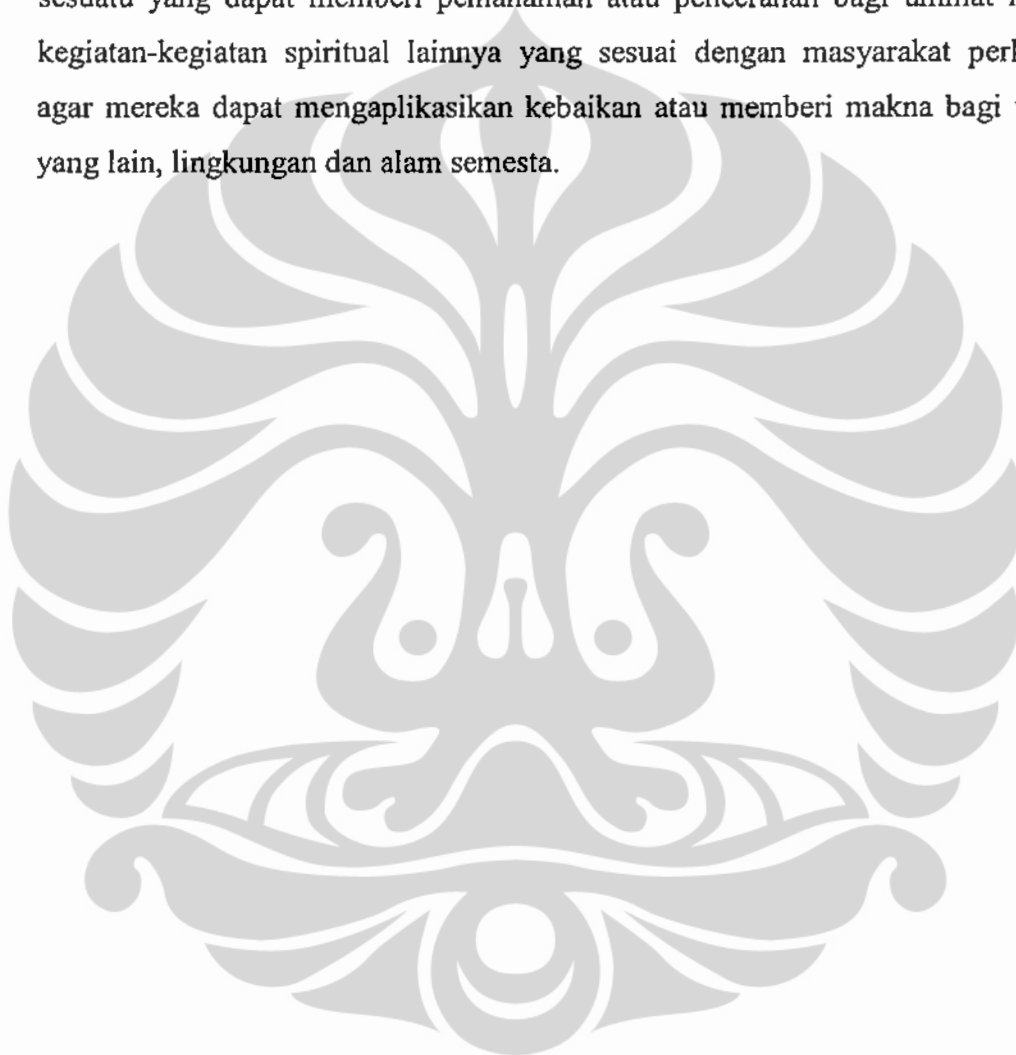 sesuatu yang dapat memberi pemahaman atau pencerahan bagi ummat
kegiatan-kegiatan spiritual lainnya yang sesuai dengan masyarakat
agar mereka dapat mengaplikasikan kebaikan atau memberi makna bagi
yang lain, lingkungan dan alam semesta.